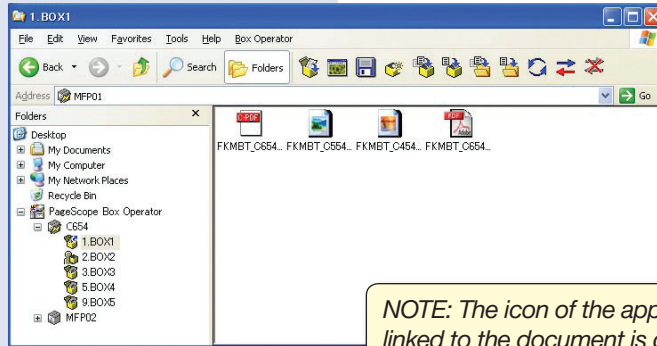 1.BOX1
File Edit View Favorites Tools Help Box Operator
Back Search Folders
Address MFP01 Go
Folders
Desktop
My Documents
My Computer
My Network Places
Recycle Bin
PageScope Box Operator
C654
1.BOX1
2.BOX2
3.BOX3
5.BOX4
9.BOX5
MFP02
C-PDF
PDF
Adobe
FKMBT_C654... FKMBT_C554... FKMBT_C454... FKMBT_C654...
NOTE: The icon of the app
linked to the document is